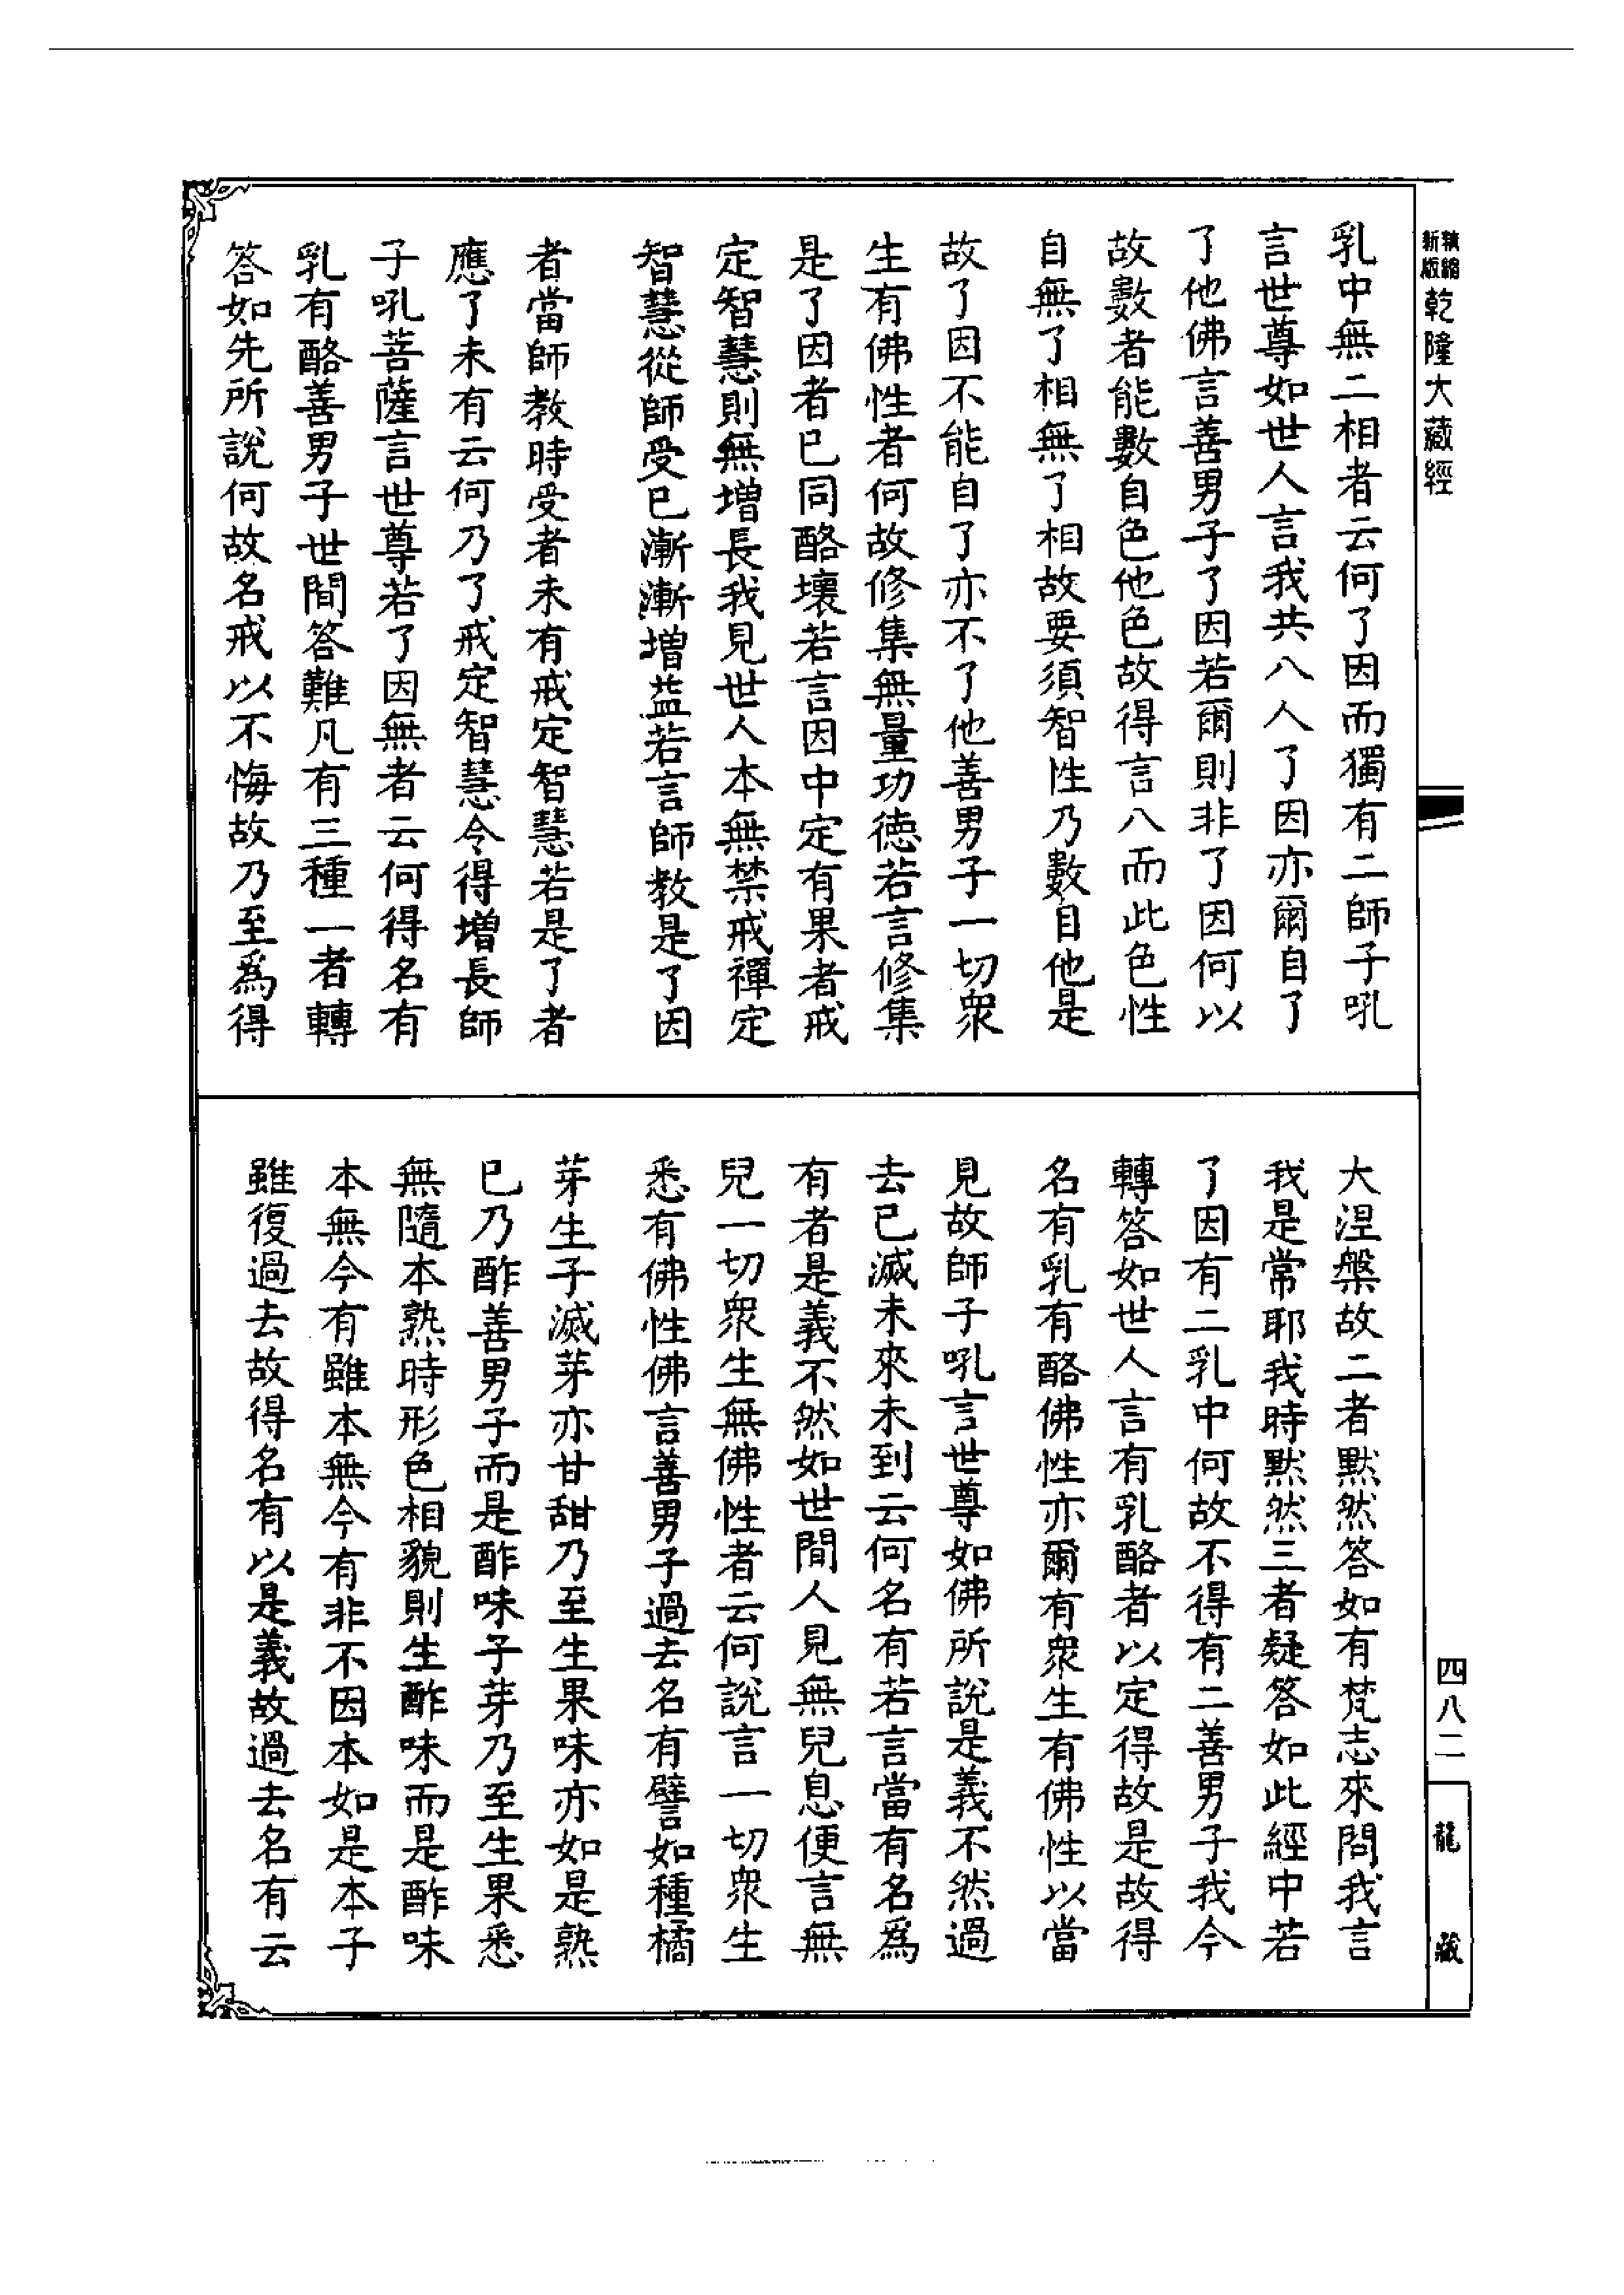 新縮版乾隆大藏經
乳中無二相者云何了因而獨有二師子吼
言世尊如世人言我共八人了因亦爾自了
了他佛言善男子了因若爾則非了因何以
故數者能數自色他色故得言八而此色性
自無了相無了相故要須智性乃數自他是
故了因不能自了亦不了他善男子一切眾
生有佛性者何故修集無量功德若言修集
是了因者已同酪壞若言因中定有果者戒
定智慧則無增長我見世人本無禁戒禪定
智慧從師受已漸漸增益若言師教是了因
者當師教時受者未有戒定智慧若是了者
應了未有云何乃了戒定智慧令得增長師
子吼菩薩言世尊若了因無者云何得名有
乳有酪善男子世間答難凡有三種一者轉
答如先所說何故名戒以不悔故乃至為得
大涅槃故二者默然答如有梵志來問我言
我是常耶我時默然三者疑答如此經中若
了因有二乳中何故不得有二善男子我今
轉答如世人言有乳酪者以定得故是故得
名有乳有酪佛性亦爾有眾生有佛性以當
見故師子吼言世尊如佛所說是義不然過
去已滅未來未到云何名有若言當有名為
有者是義不然如世間人見無兒息便言無
兒一切眾生無佛性者云何說言一切眾生
悉有佛性佛言善男子過去名有譬如種橘
芽生子滅芽亦甘甜乃至生果味亦如是熟
已乃酢善男子而是酢味子芽乃至生果悉
無隨本熟時形色相貌則生酢味而是酢味
本無今有雖本無今有非不因本如是本子
雖復過去故得名有以是義故過去名有云
四八二
龍藏